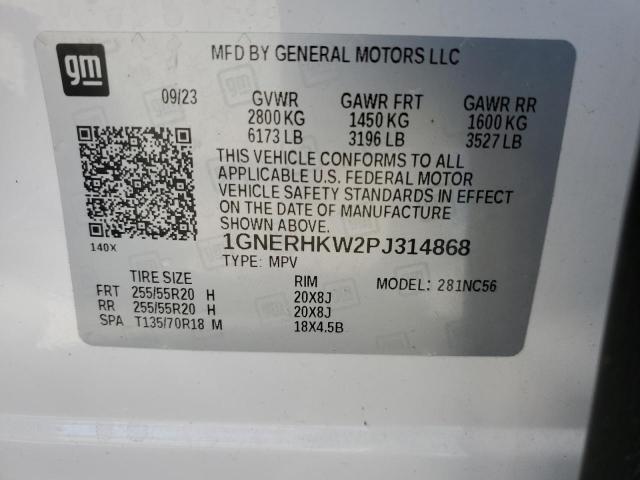 gm
MFD BY GENERAL MOTORS LLC
09/23 GVWR GAWR FRT GAWR RR
2800 KG 1450 KG 1600 KG
6173 LB 3196 LB 3527 LB
THIS VEHICLE CONFORMS TO ALL
APPLICABLE U.S. FEDERAL MOTOR
VEHICLE SAFETY STANDARDS IN EFFECT
ON THE DATE OF MANUFACTURE
SHOWN ABOVE.
1GNERHKW2PJ314868
140X
TYPE: MPV
TIRE SIZE RIM MODEL: 281NC56
FRT 255/55R20 H 20X8J
RR 255/55R20 H 20X8J
SPA T135/70R18 M 18X4.5B